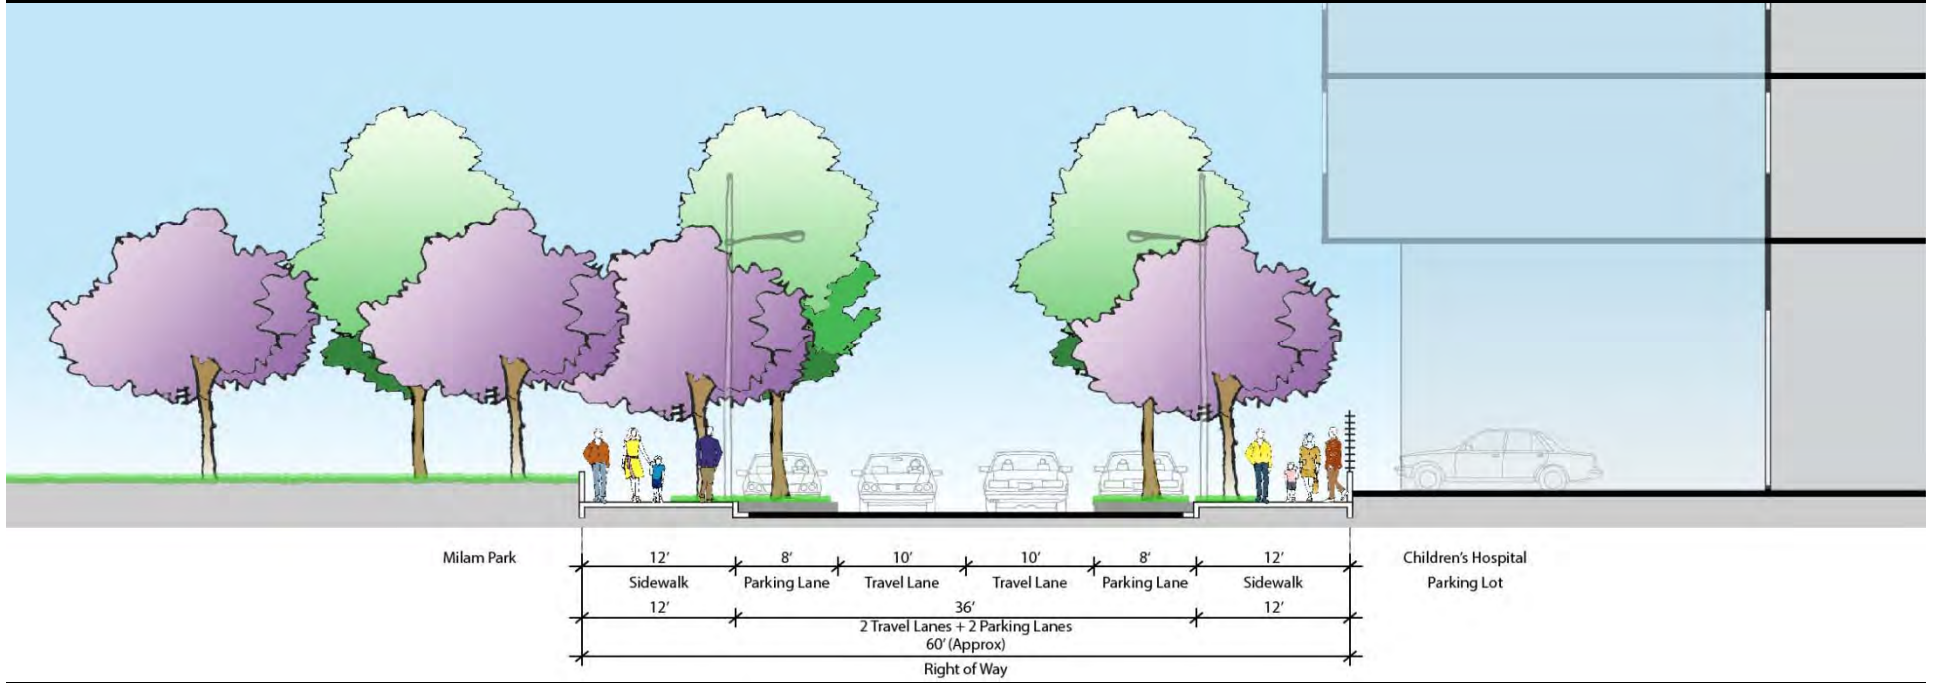 Milam Park 12' 8' 10' 10' 8' 12' Children's Hospital
Sidewalk Parking Lane Travel Lane Travel Lane Parking Lane Sidewalk Parking Lot
12' 36' 12'
2 Travel Lanes + 2 Parking Lanes
60' (Approx)
Right of Way